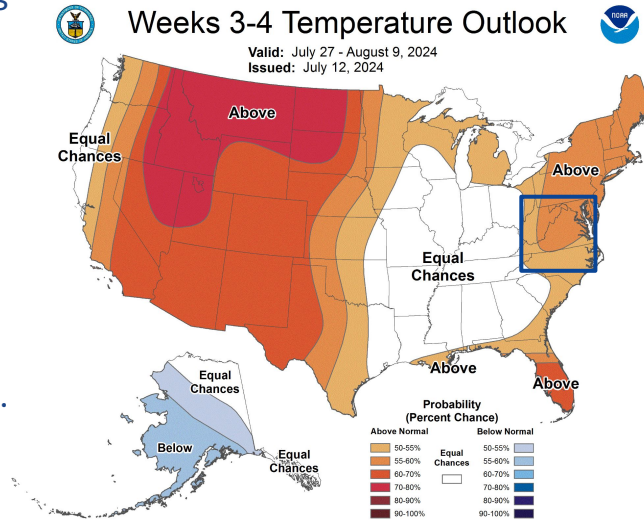 s
Weeks 3-4 Temperature Outlook
NOAA
Valid: July 27 - August 9, 2024
Issued: July 12, 2024
Above
Equal
Chances
Above
Equal
Chances
Above
Above
Equal
Chances
Below
Equal
Chances
.
Probability
(Percent Chance)
Above Normal
50-55%
55-60%
60-70%
70-80%
80-90%
90-100%
Equal
Chances
Below Normal
50-55%
55-60%
60-70%
70-80%
80-90%
90-100%